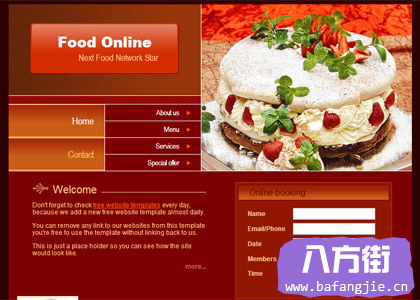 Food Online
Next Food Network Star
Home
About us
Menu
Contact
Services
Special offer
Welcome
Don't forget to check free website templates every day,
because we add a new free website template almost daily.
You can remove any link to our websites from this template
you're free to use the template without linking back to us.
This is just a place holder so you can see how the site
would look like.
more...
Online booking
Name
Email/Phone
Date
Members
Time
八方街
www.bafangjie.cn